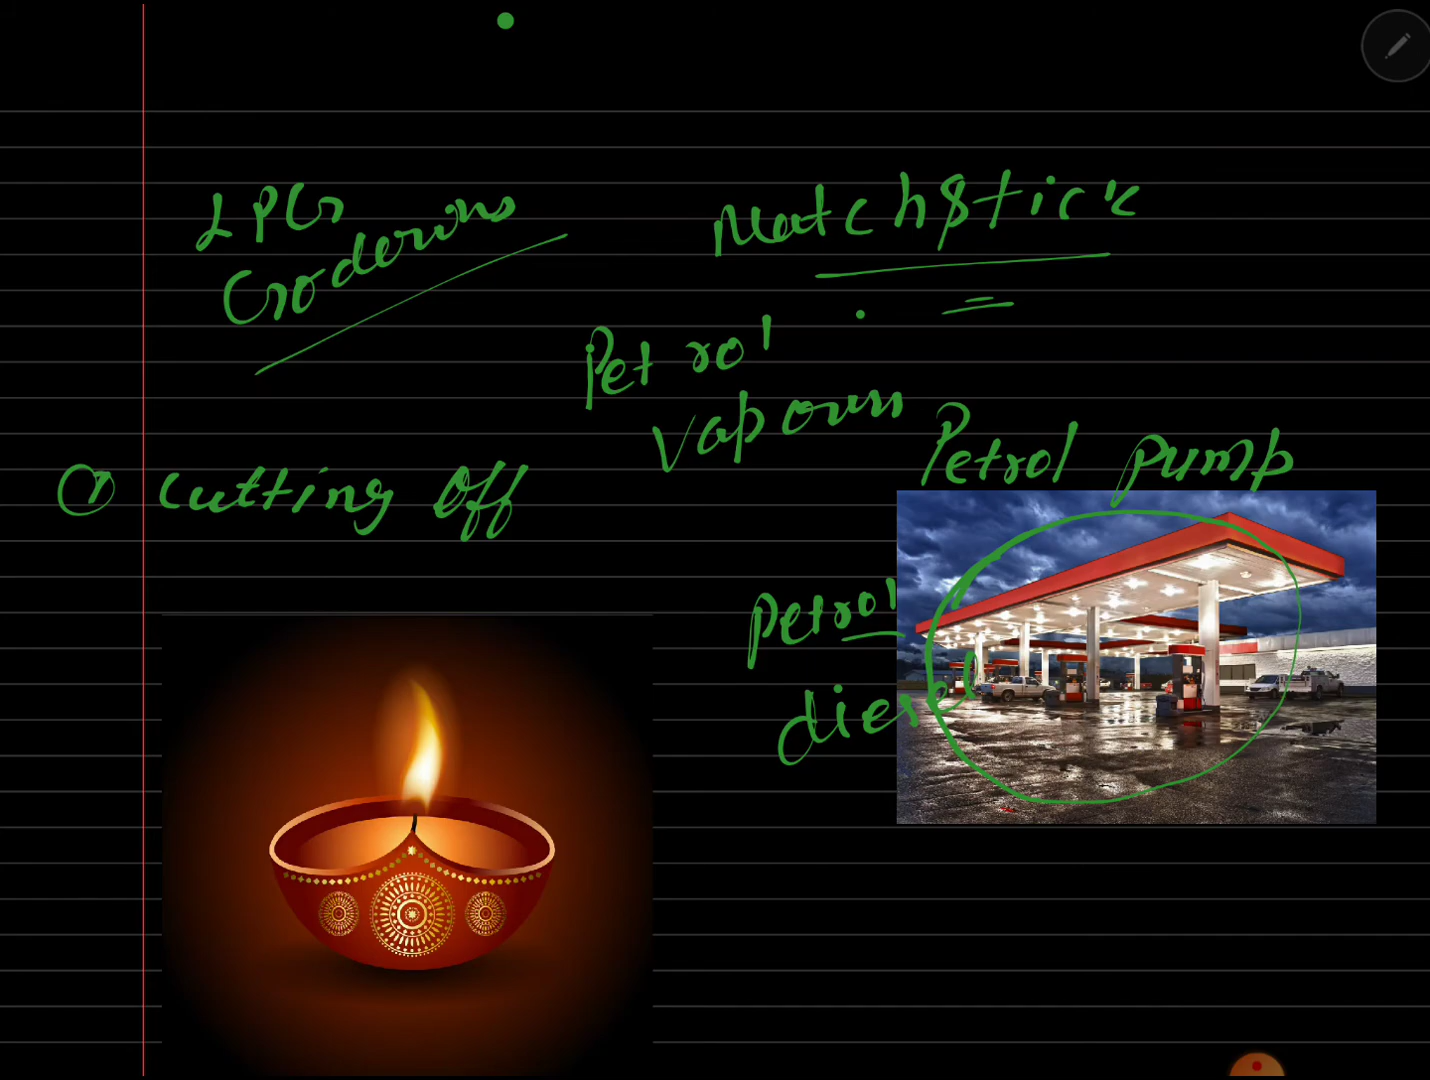 LPG
Godowns
Matchstick
Petrol
vapours
Petrol pump
① Cutting Off
Petrol
diesel